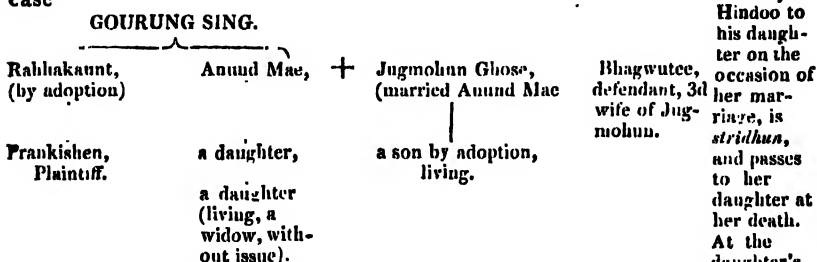 case
GOURUNG SING.
Rahhakaunt,
(by adoption)
Anund Mae,
+
Jugmohun Ghose,
(married Anund Mae
Bhagwutee,
defendant, 3d
wife of Jug-
mohun.
Prankishen,
Plaintiff.
a daughter,
a daughter
(living, a
widow, with-
out issue).
a son by adoption,
living.
Hindoo to
his daugh-
ter on the
occasion of
her mar-
riage, is
stridhun,
and passes
to her
daughter at
her death.
At the
daughter's